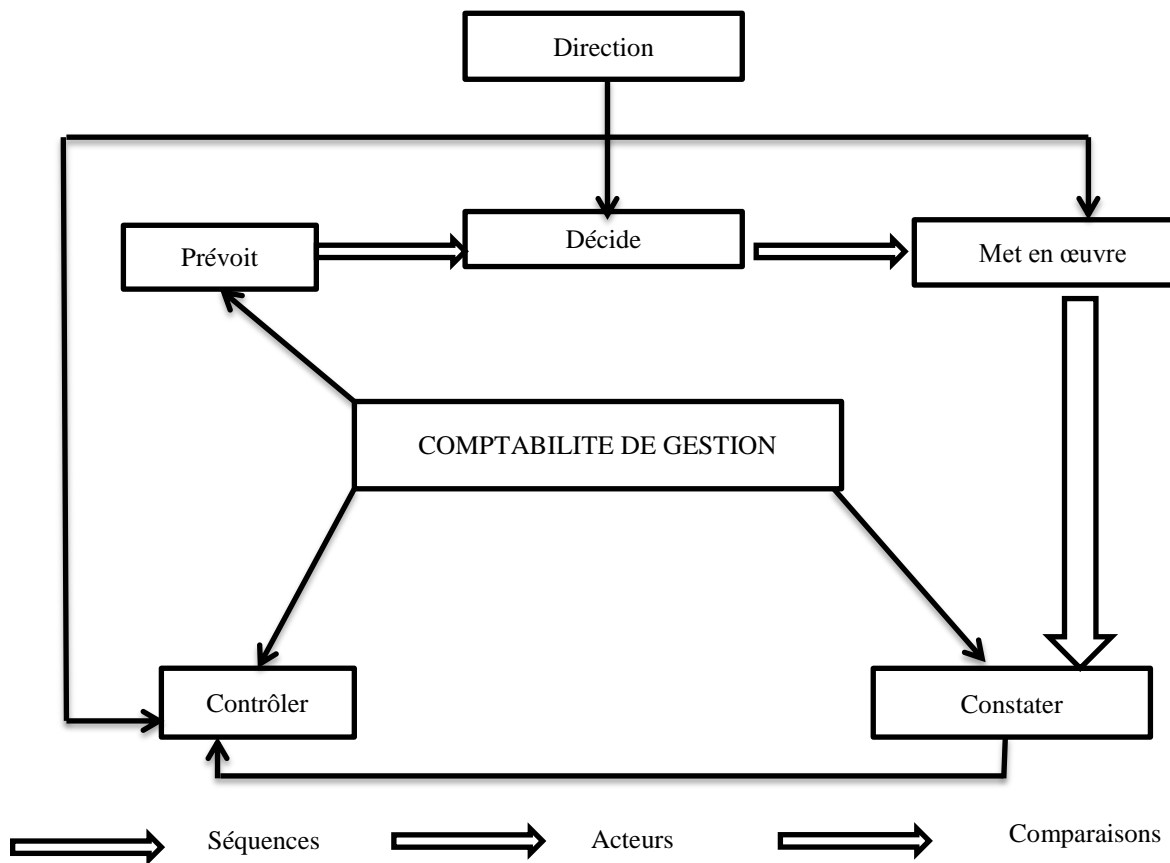 Direction
Prévoit
Décide
Met en œuvre
COMPTABILITE DE GESTION
Contrôler
Constater
Séquences
Acteurs
Comparaisons